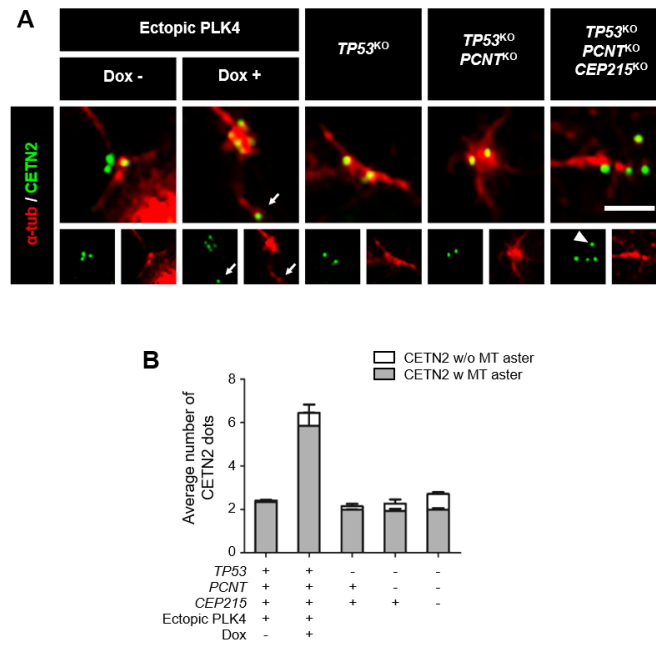 A
Ectopic PLK4
Dox -
Dox +
TP53KO
TP53KO
PCNTKO
TP53KO
PCNTKO
CEP215KO
α-tub / CETN2
B
CETN2 w/o MT aster
CETN2 w MT aster
Average number of
CETN2 dots
8
6
4
2
0
TP53 + + - - -
PCNT + + + - -
CEP215 + + + + -
Ectopic PLK4 + +
Dox - +